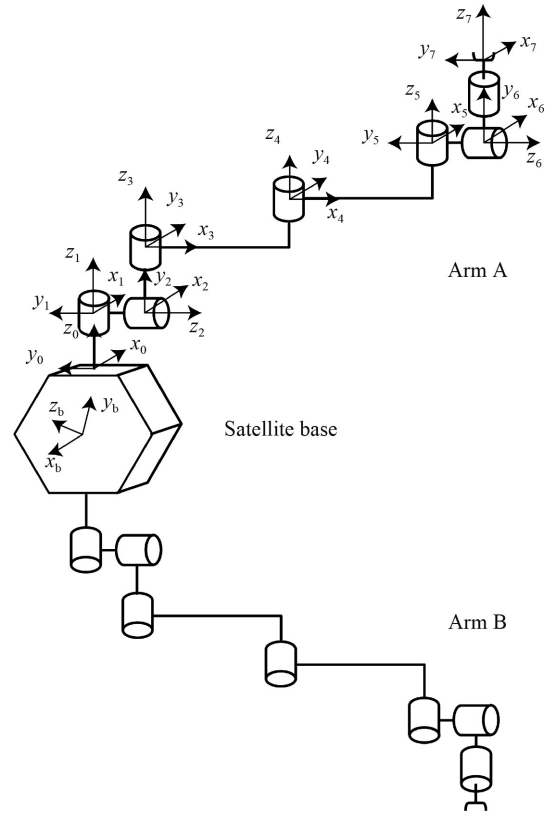 z7
y7
x7
z5
y6
x6
x5
z4
y5
y4
z6
z3
x4
y3
x3
z1
Arm A
x1
y2
x2
y1
z0
z2
y0
x0
zb
yb
Satellite base
xb
Arm B